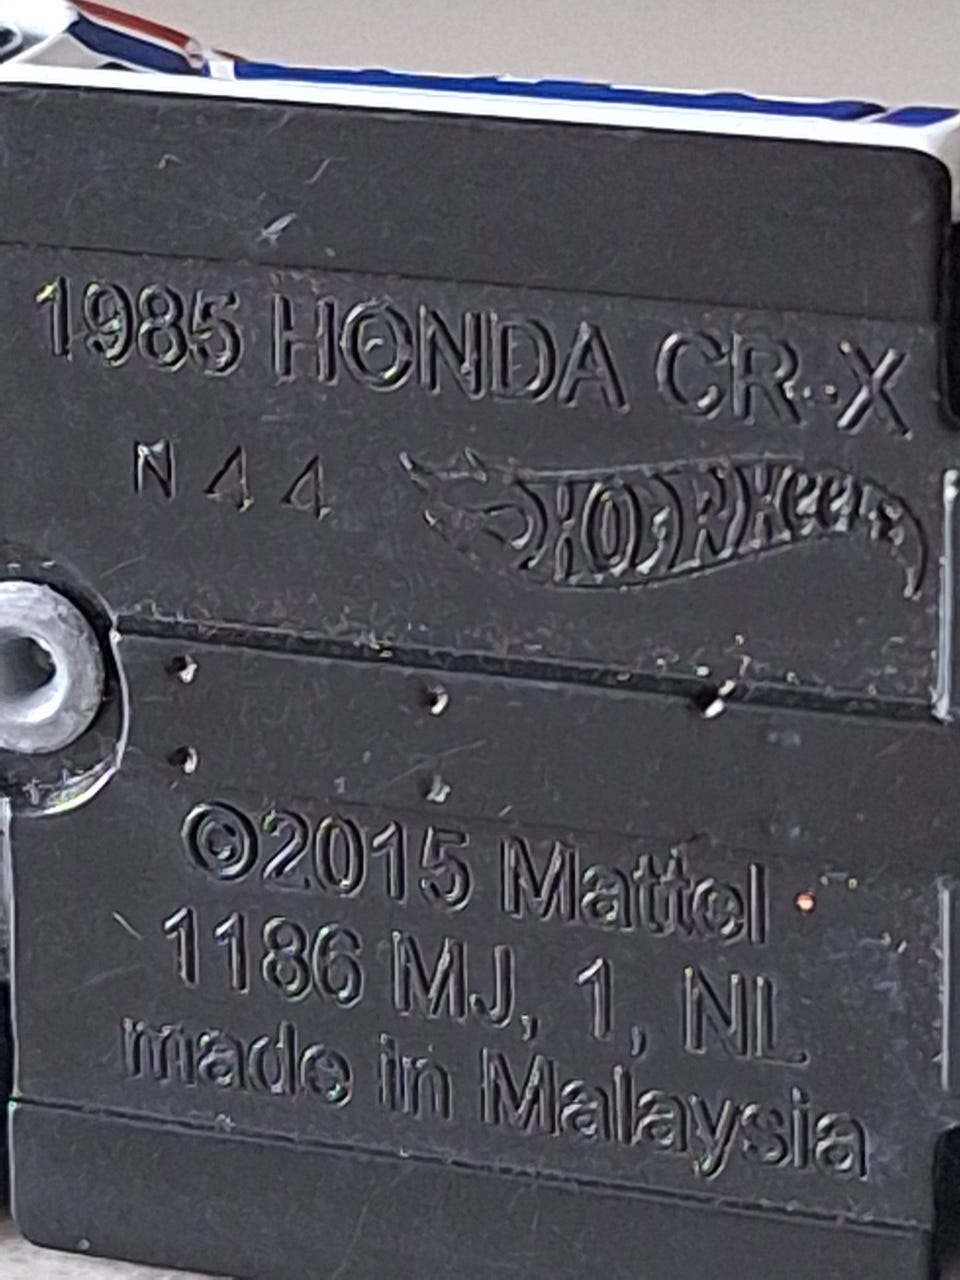 1985 HONDA CR-X
N 4 4 HOT WHEELS
©2015 Mattel
1186 MJ, 1, NL
made in Malaysia